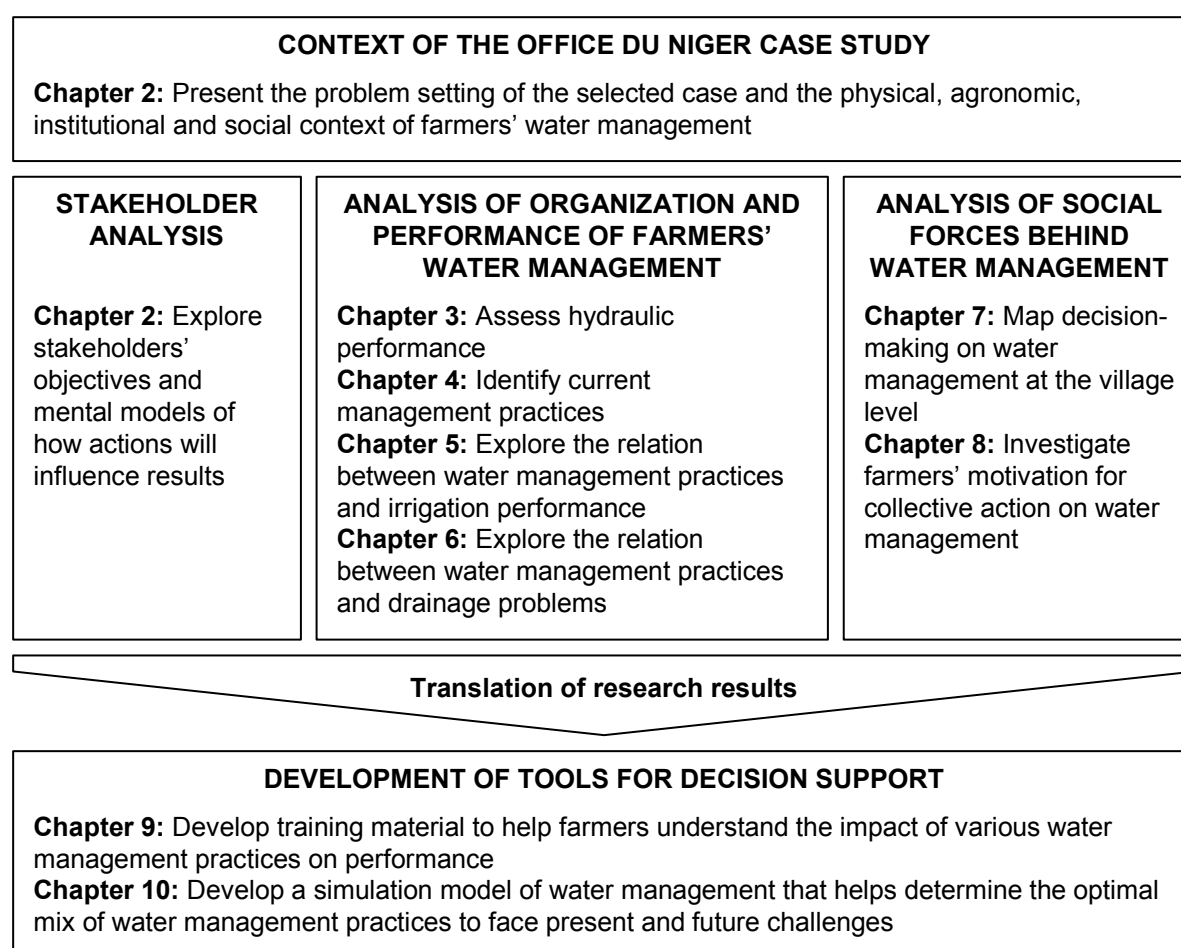 CONTEXT OF THE OFFICE DU NIGER CASE STUDY
Chapter 2: Present the problem setting of the selected case and the physical, agronomic,
institutional and social context of farmers’ water management
STAKEHOLDER
ANALYSIS
Chapter 2: Explore
stakeholders’
objectives and
mental models of
how actions will
influence results
ANALYSIS OF ORGANIZATION AND
PERFORMANCE OF FARMERS’
WATER MANAGEMENT
Chapter 3: Assess hydraulic
performance
Chapter 4: Identify current
management practices
Chapter 5: Explore the relation
between water management practices
and irrigation performance
Chapter 6: Explore the relation
between water management practices
and drainage problems
ANALYSIS OF SOCIAL
FORCES BEHIND
WATER MANAGEMENT
Chapter 7: Map decision-
making on water
management at the village
level
Chapter 8: Investigate
farmers’ motivation for
collective action on water
management
Translation of research results
DEVELOPMENT OF TOOLS FOR DECISION SUPPORT
Chapter 9: Develop training material to help farmers understand the impact of various water
management practices on performance
Chapter 10: Develop a simulation model of water management that helps determine the optimal
mix of water management practices to face present and future challenges